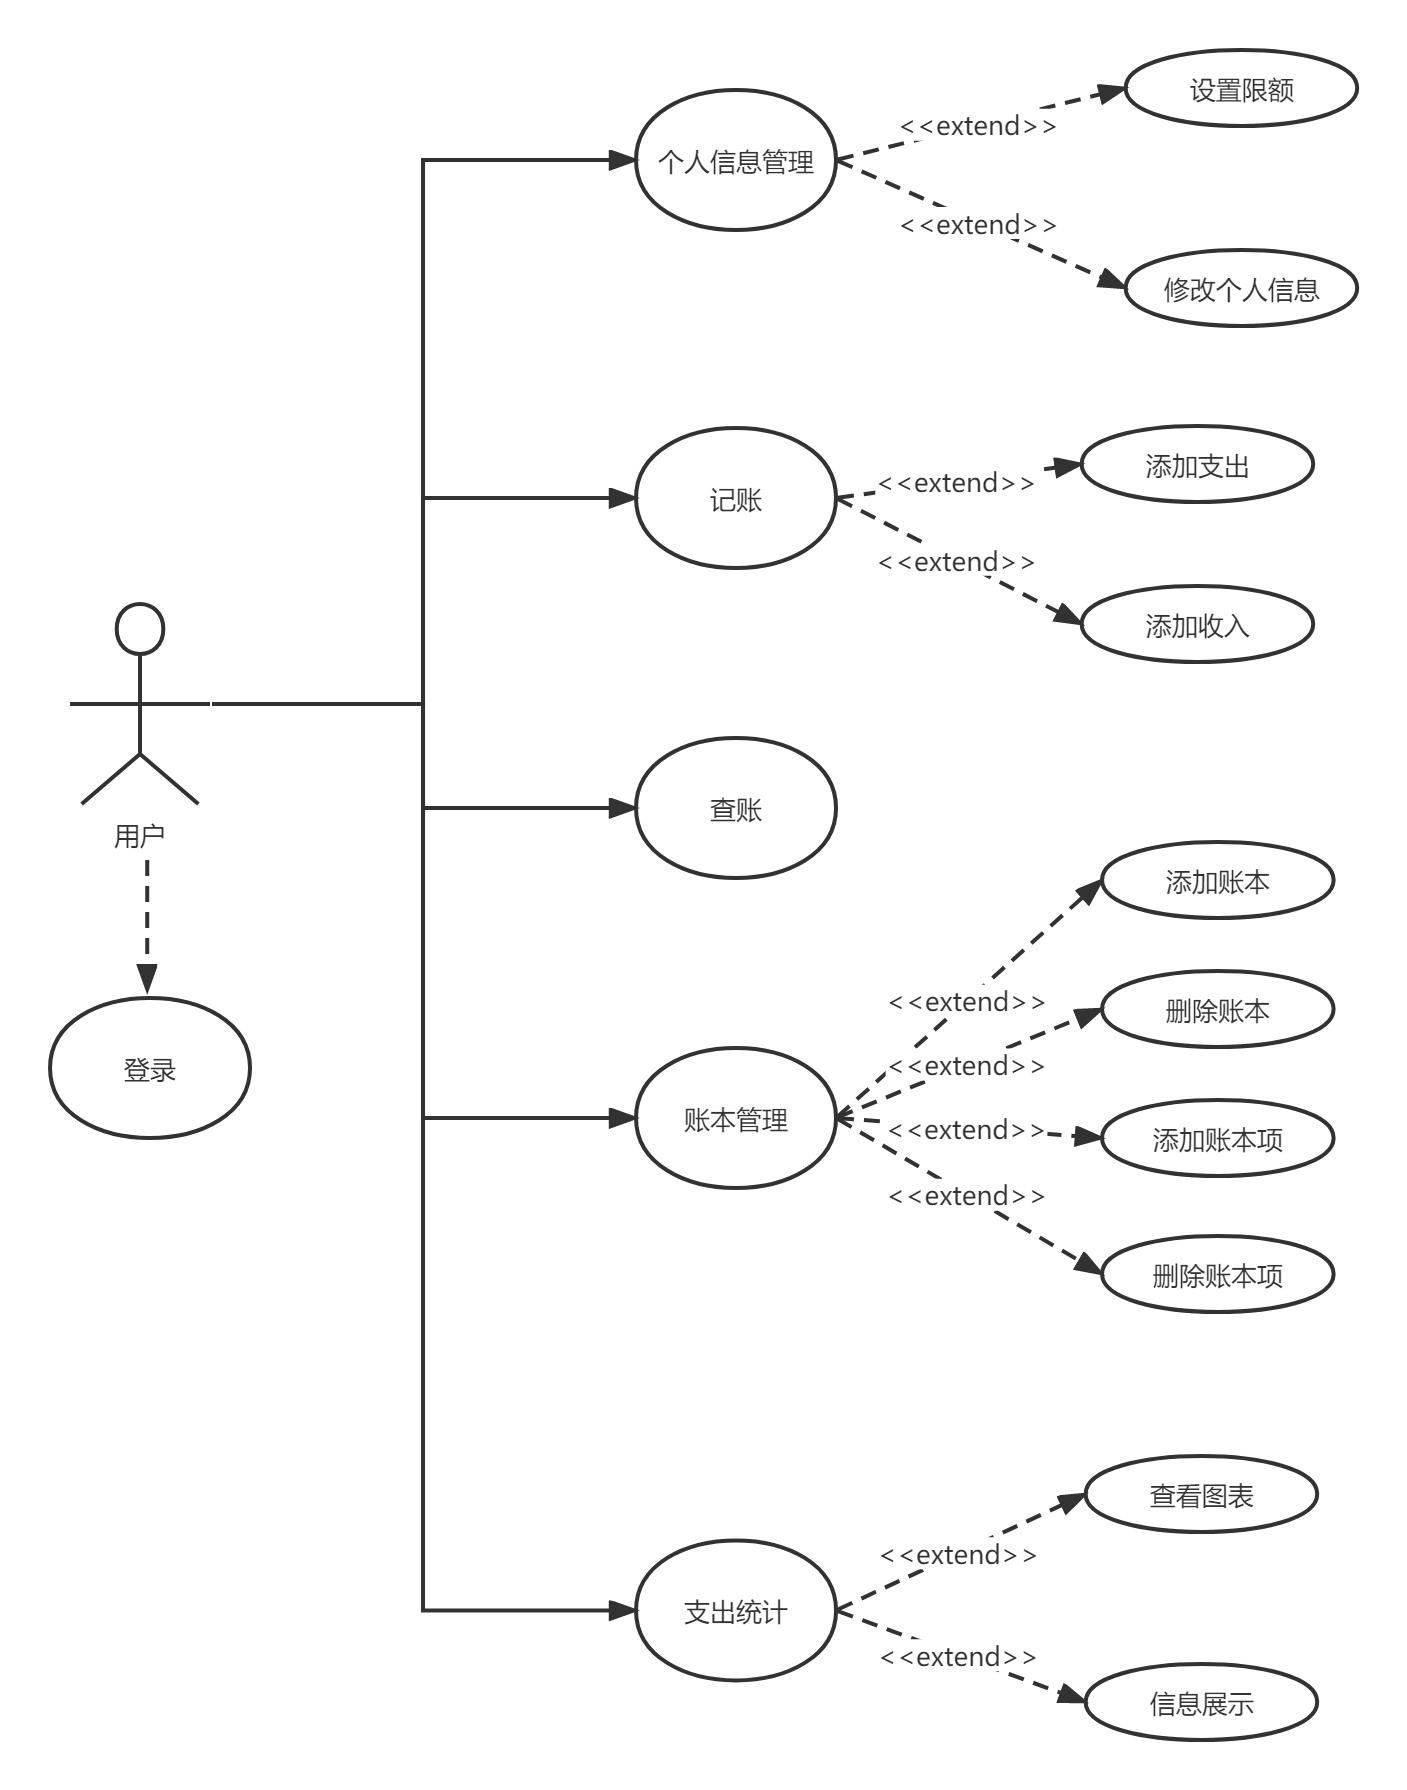 设置限额
<<extend>>
个人信息管理
<<extend>>
修改个人信息
添加支出
<<extend>>
记账
<<extend>>
添加收入
查账
用户
添加账本
<<extend>>
删除账本
<<extend>>
登录
账本管理
<<extend>>
添加账本项
<<extend>>
删除账本项
查看图表
<<extend>>
支出统计
<<extend>>
信息展示